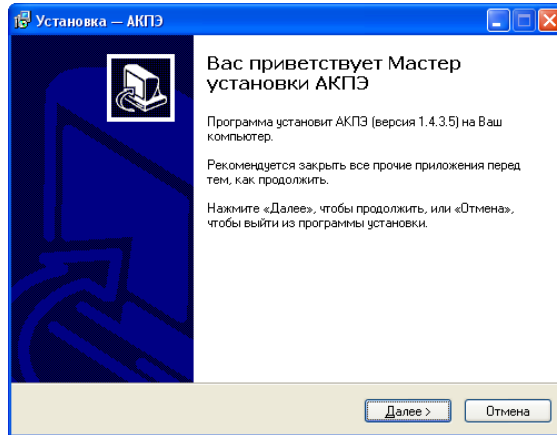 Установка — АКПЭ
Вас приветствует Мастер
установки АКПЭ
Программа установит АКПЭ (версия 1.4.3.5) на Ваш
компьютер.
Рекомендуется закрыть все прочие приложения перед
тем, как продолжить.
Нажмите «Далее», чтобы продолжить, или «Отмена»,
чтобы выйти из программы установки.
Далее >
Отмена